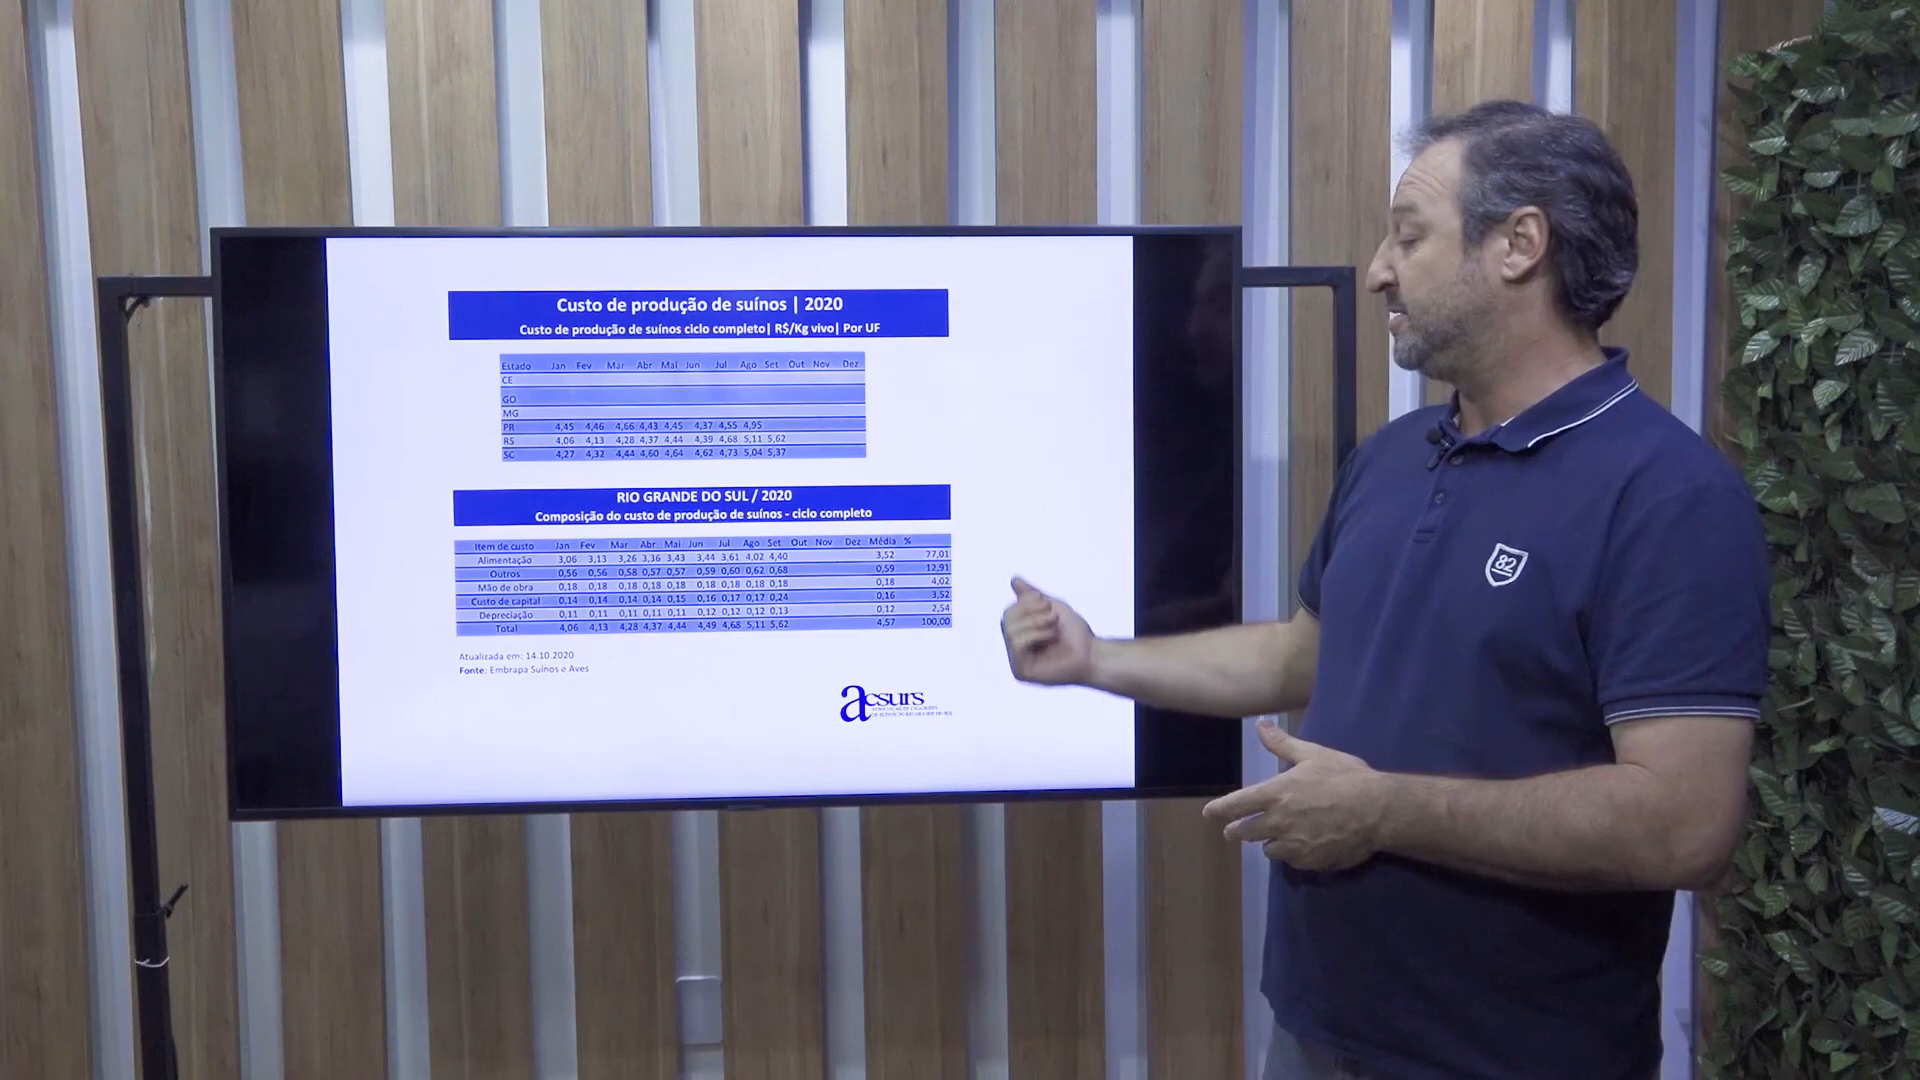 Custo de produção de suínos | 2020
Custo de produção de suínos ciclo completo| R$/Kg vivo| Por UF
Estado Jan Fev Mar Abr Mai Jun Jul Ago Set Out Nov Dez
CE
GO
MG
PR 4,45 4,46 4,66 4,43 4,45 4,37 4,55 4,95
RS 4,06 4,13 4,28 4,37 4,44 4,39 4,68 5,11 5,62
SC 4,27 4,32 4,44 4,60 4,64 4,62 4,73 5,04 5,37
RIO GRANDE DO SUL / 2020
Composição do custo de produção de suínos - ciclo completo
Item de custo Jan Fev Mar Abr Mai Jun Jul Ago Set Out Nov Dez Média %
Alimentação 3,06 3,13 3,26 3,36 3,43 3,44 3,61 4,02 4,40 3,52 77,01
Outros 0,56 0,56 0,58 0,57 0,57 0,59 0,60 0,62 0,68 0,59 12,91
Mão de obra 0,18 0,18 0,18 0,18 0,18 0,18 0,18 0,18 0,18 0,18 4,02
Custo de capital 0,14 0,14 0,14 0,14 0,15 0,16 0,17 0,17 0,24 0,16 3,52
Depreciação 0,11 0,11 0,11 0,11 0,11 0,12 0,12 0,12 0,13 0,12 2,54
Total 4,06 4,13 4,28 4,37 4,44 4,49 4,68 5,11 5,62 4,57 100,00
Atualizada em: 14.10.2020
Fonte: Embrapa Suínos e Aves
acsurs
ASSOCIAÇÃO DE CRIADORES
DE SUÍNOS DO RIO GRANDE DO SUL
82